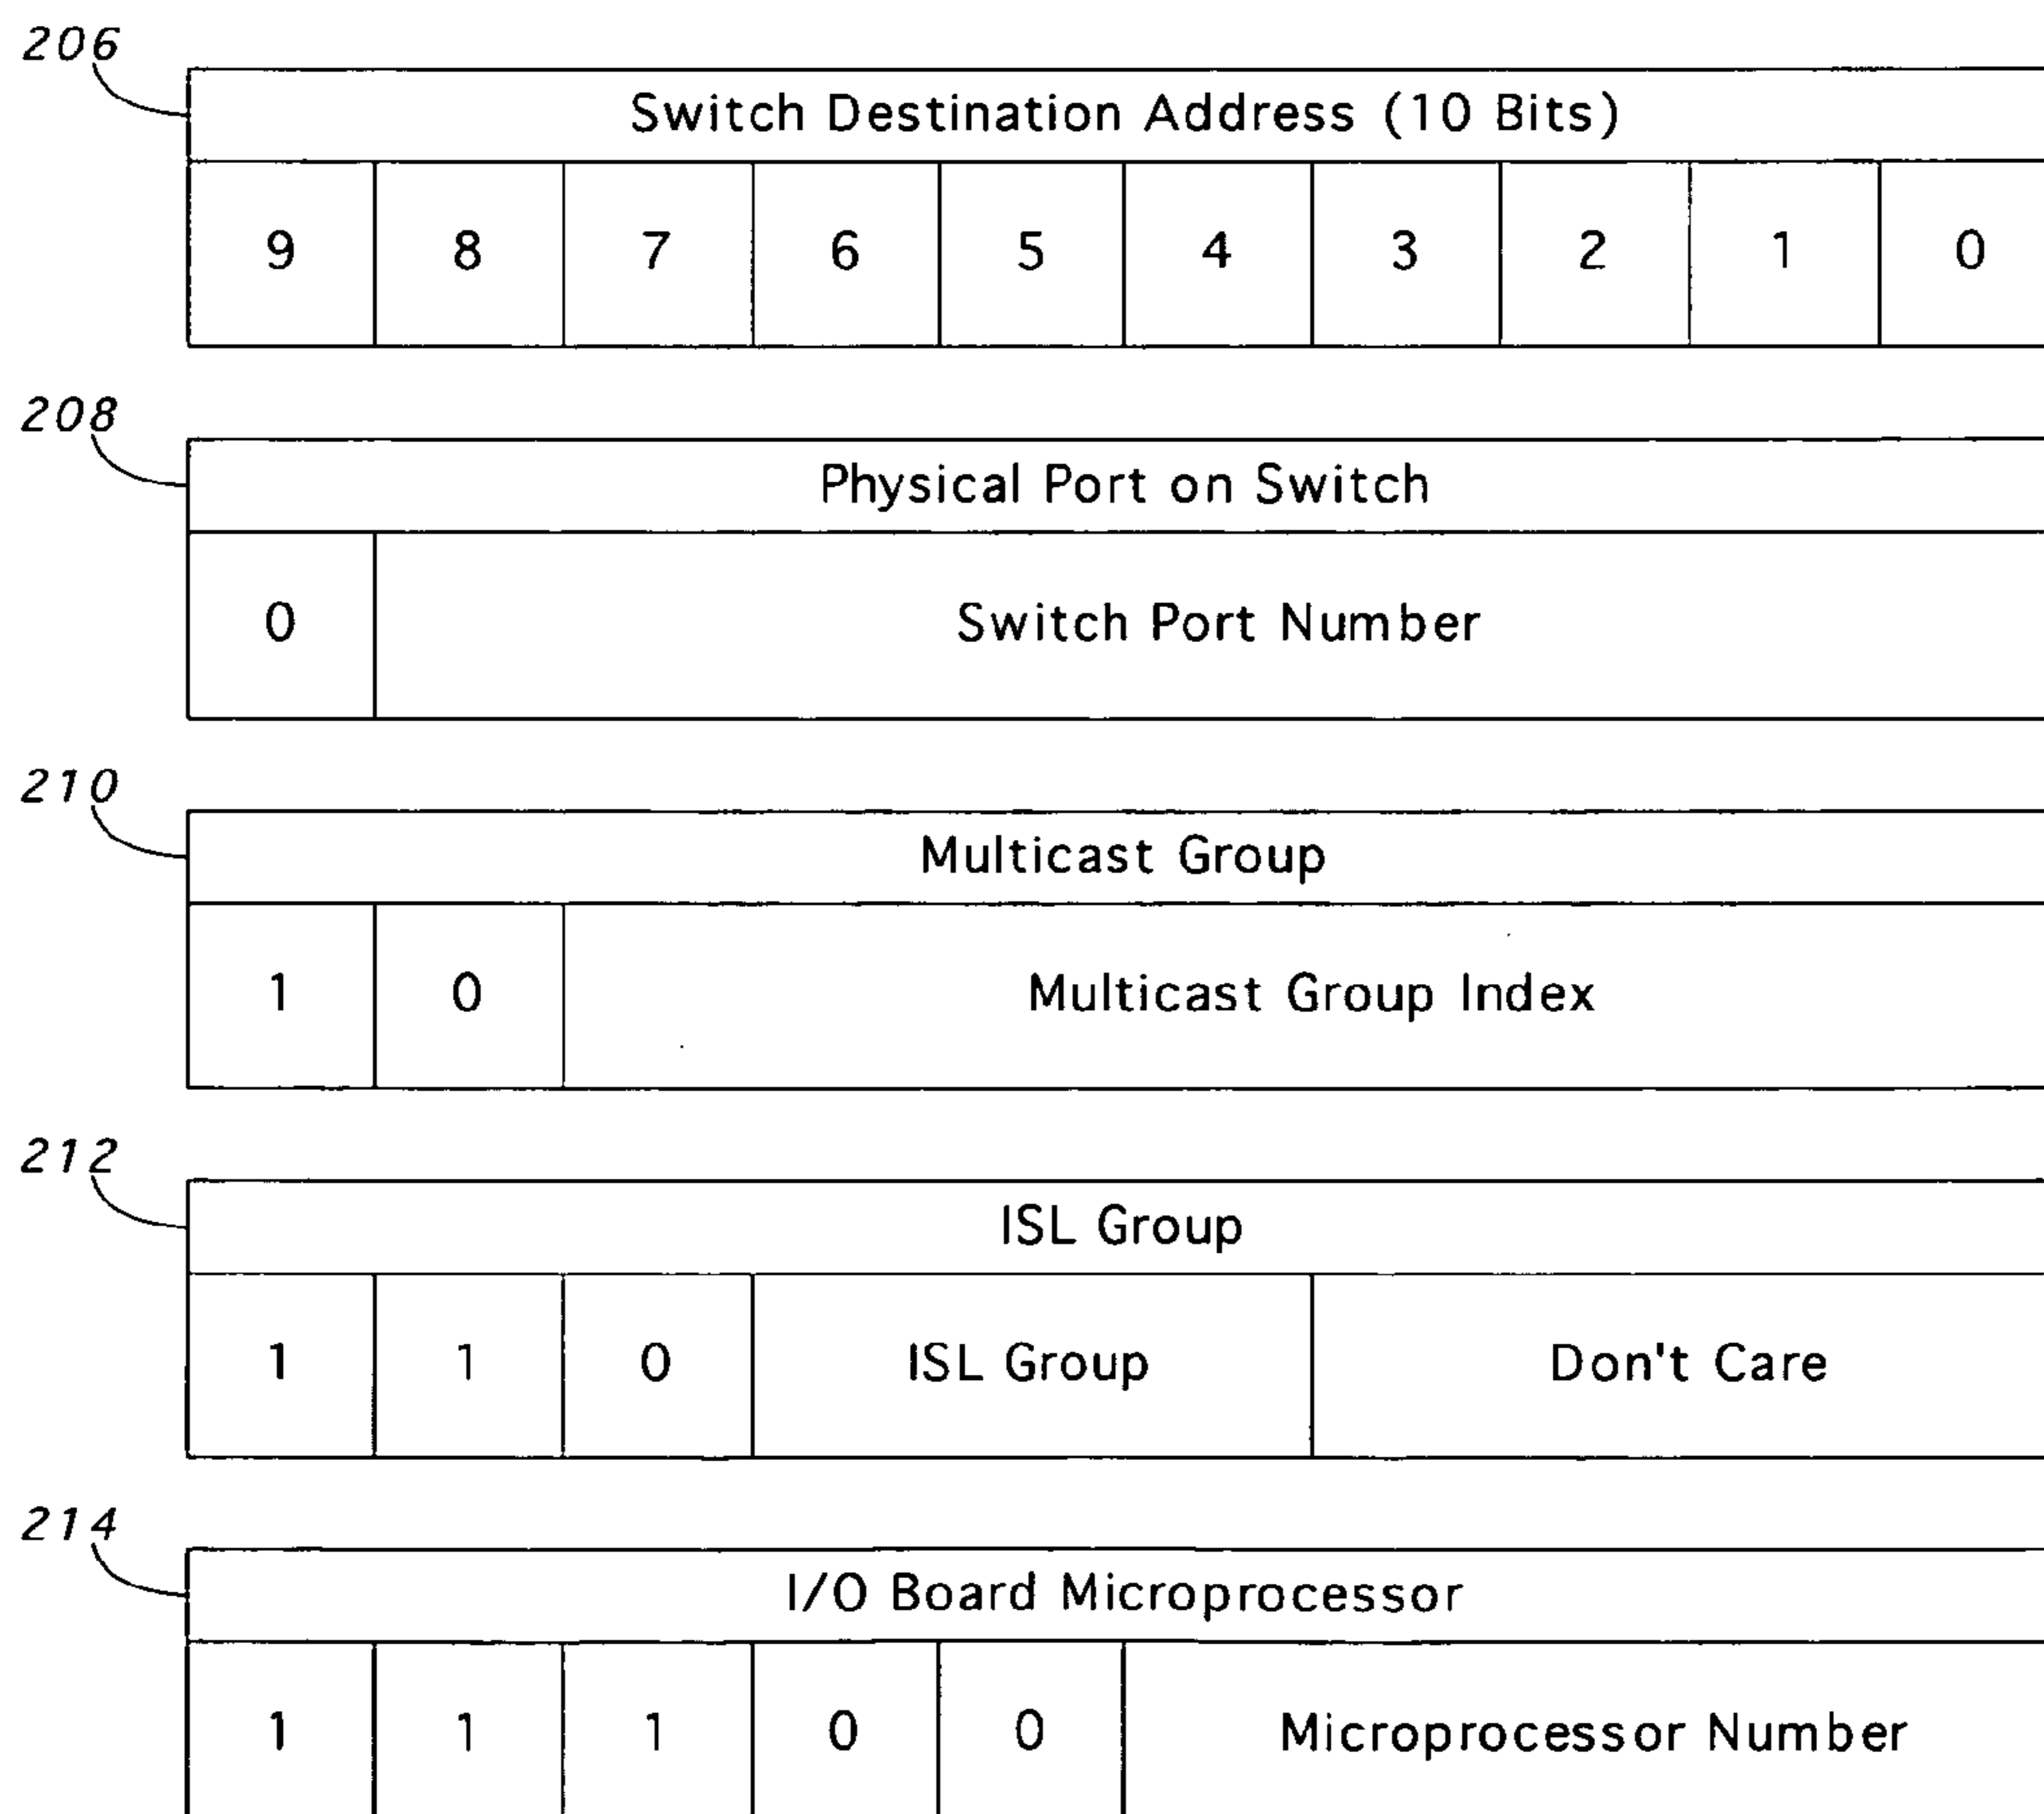 206
Switch Destination Address (10 Bits)
9 8 7 6 5 4 3 2 1 0
208
Physical Port on Switch
0 Switch Port Number
210
Multicast Group
1 0 Multicast Group Index
212
ISL Group
1 1 0 ISL Group Don't Care
214
I/O Board Microprocessor
1 1 1 0 0 Microprocessor Number